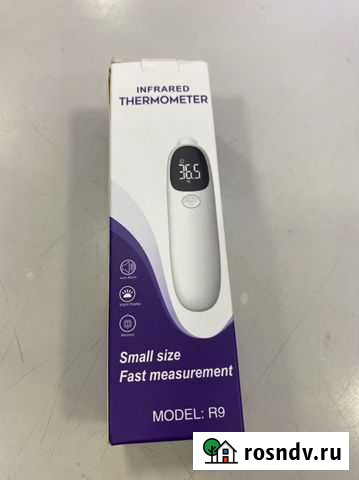 INFRARED
THERMOMETER
36.5
Small size
Fast measurement
MODEL: R9
rosndv.ru